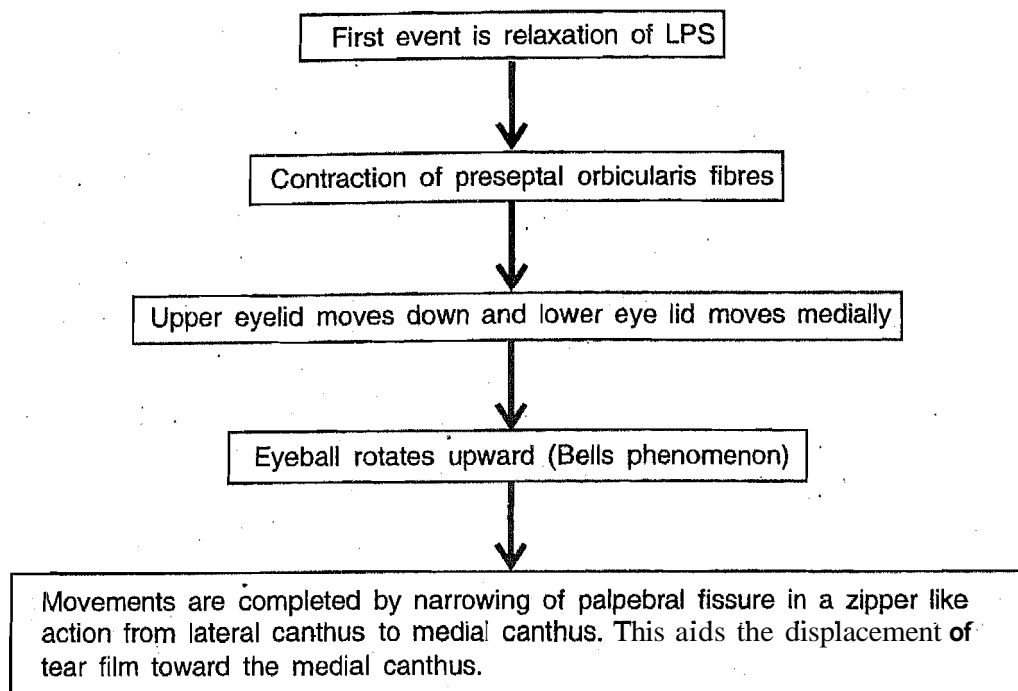 First event is relaxation of LPS
Contraction of preseptal orbicularis fibres
Upper eyelid moves down and lower eye lid moves medially
Eyeball rotates upward (Bells phenomenon)
Movements are completed by narrowing of palpebral fissure in a zipper like
action from lateral canthus to medial canthus. This aids the displacement of
tear film toward the medial canthus.